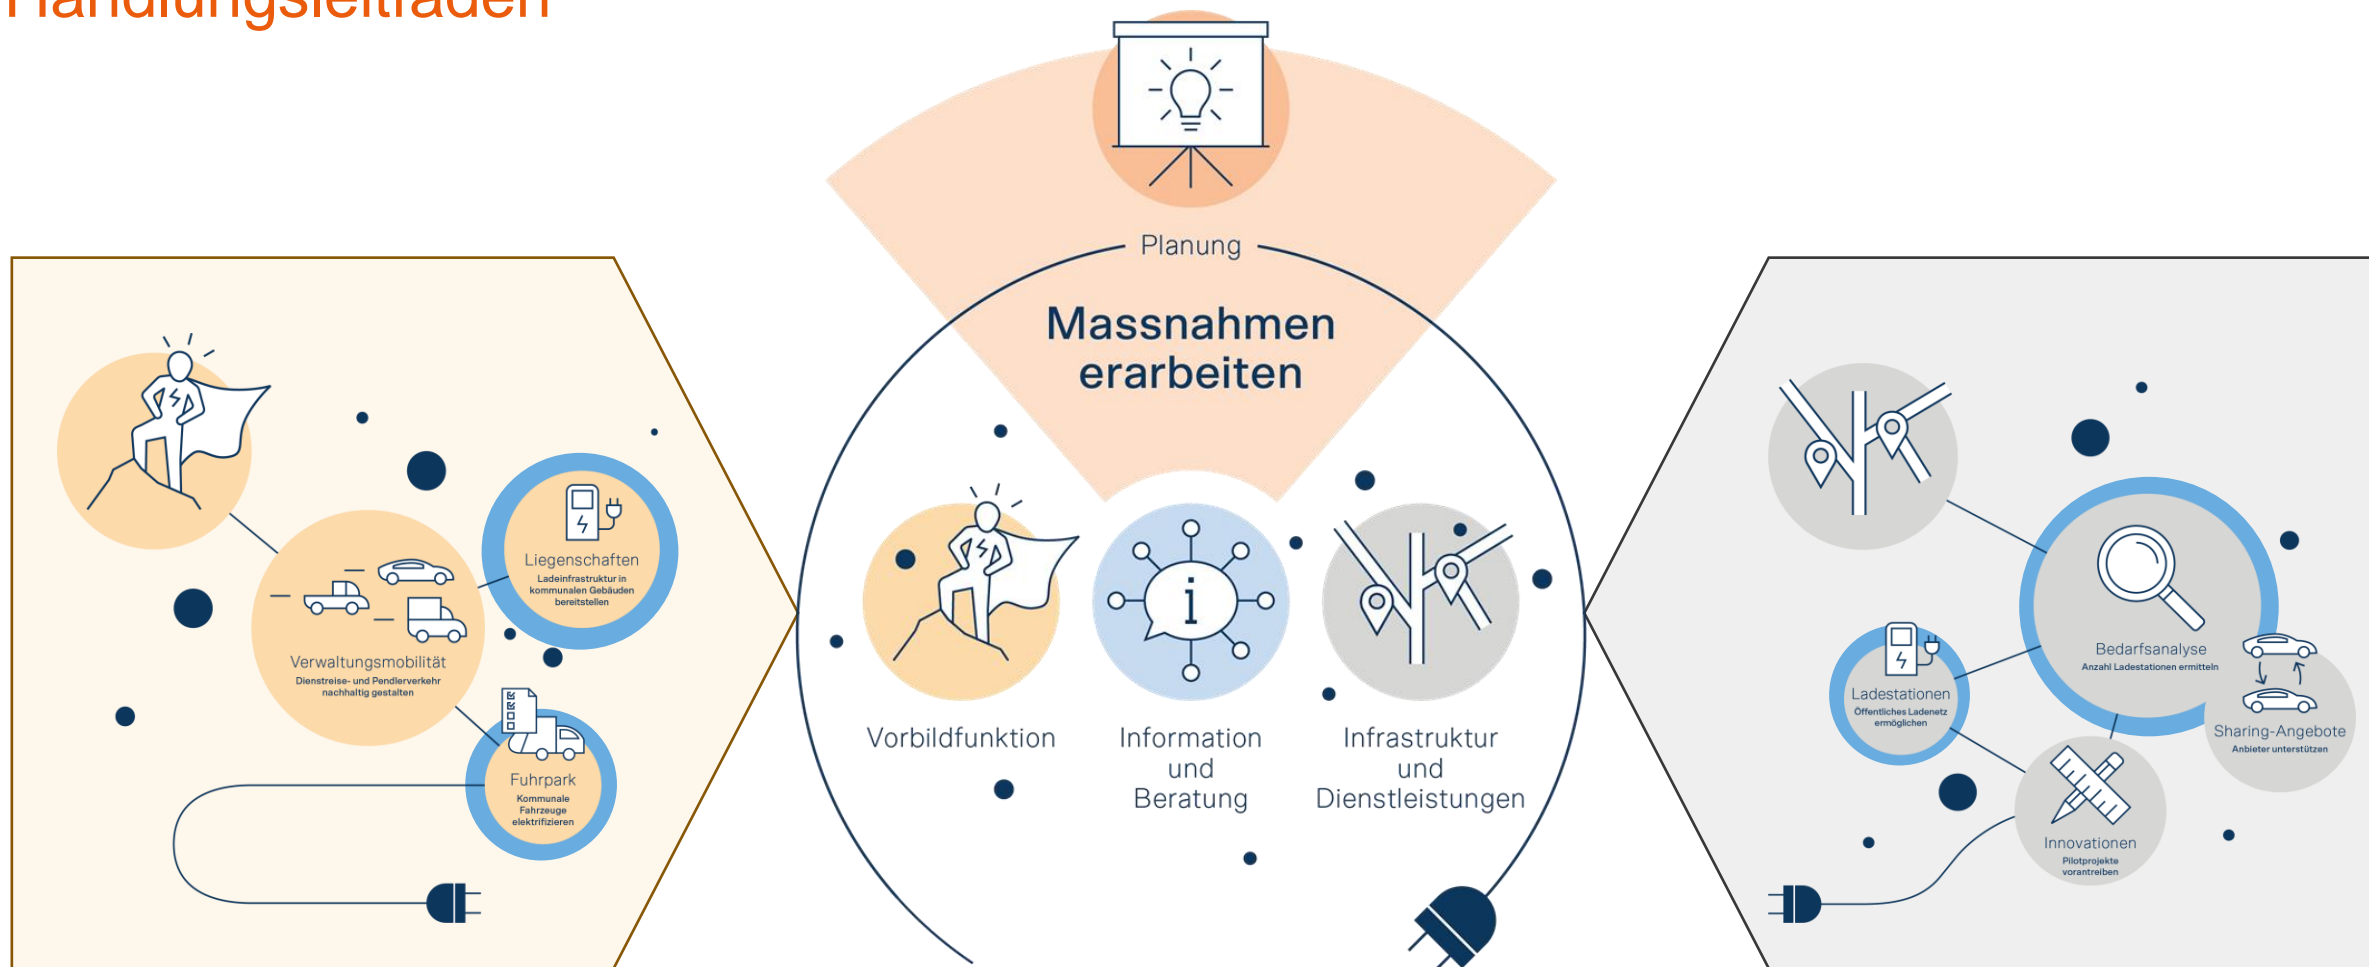 Handlungsleitfaden
Planung
Massnahmen
erarbeiten
Vorbildfunktion
Information
und
Beratung
Infrastruktur
und
Dienstleistungen
Verwaltungsmobilität
Dienstreise- und Pendlerverkehr
nachhaltig gestalten
Liegenschaften
Ladeinfrastruktur in
kommunalen Gebäuden
bereitstellen
Fuhrpark
Kommunale
Fahrzeuge
elektrifizieren
Bedarfsanalyse
Anzahl Ladestationen ermitteln
Ladestationen
Öffentliches Ladenetz
ermöglichen
Sharing-Angebote
Anbieter unterstützen
Innovationen
Pilotprojekte
vorantreiben